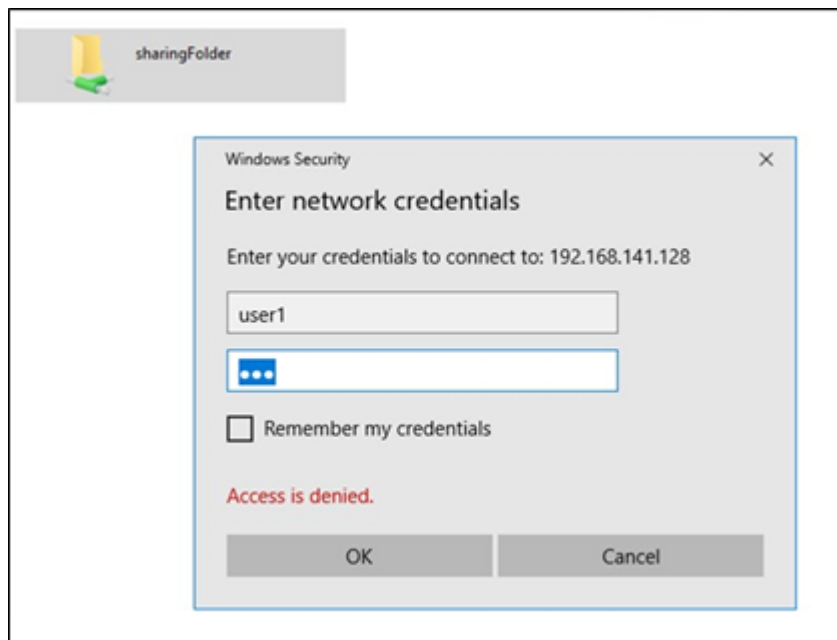 sharingFolder
Windows Security
Enter network credentials
Enter your credentials to connect to: 192.168.141.128
user1
●●●
Remember my credentials
Access is denied.
OK
Cancel